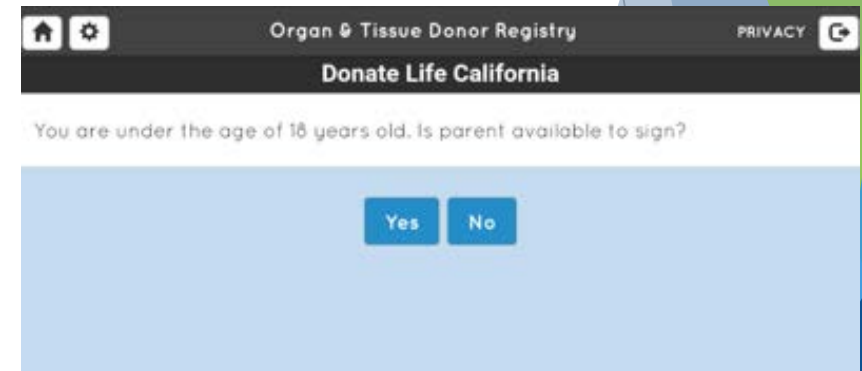 Organ & Tissue Donor Registry PRIVACY
Donate Life California
You are under the age of 18 years old. Is parent available to sign?
Yes No